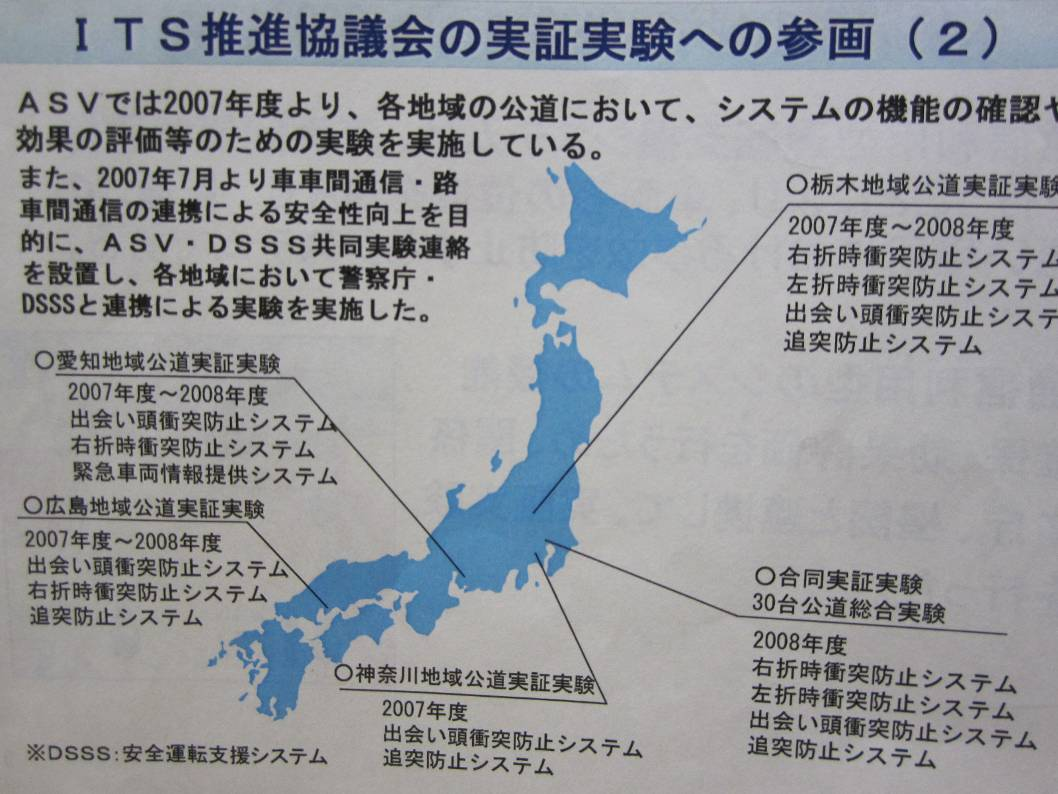 ＩＴＳ推進協議会の実証実験への参画（２）
ＡＳＶでは2007年度より、各地域の公道において、システムの機能の確認や
効果の評価等のための実験を実施している。
また、2007年7月より車車間通信・路
車間通信の連携による安全性向上を目
的に、ＡＳＶ・ＤＳＳＳ共同実験連絡
を設置し、各地域において警察庁・
DSSSと連携による実験を実施した。
○栃木地域公道実証実験
2007年度～2008年度
右折時衝突防止システム
左折時衝突防止システム
出会い頭衝突防止システ
追突防止システム
○愛知地域公道実証実験
2007年度～2008年度
出会い頭衝突防止システム
右折時衝突防止システム
緊急車両情報提供システム
○広島地域公道実証実験
2007年度～2008年度
出会い頭衝突防止システム
右折時衝突防止システム
追突防止システム
○合同実証実験
30台公道総合実験
2008年度
右折時衝突防止システム
左折時衝突防止システム
出会い頭衝突防止システム
追突防止システム
○神奈川地域公道実証実験
2007年度
出会い頭衝突防止システム
追突防止システム
※DSSS：安全運転支援システム